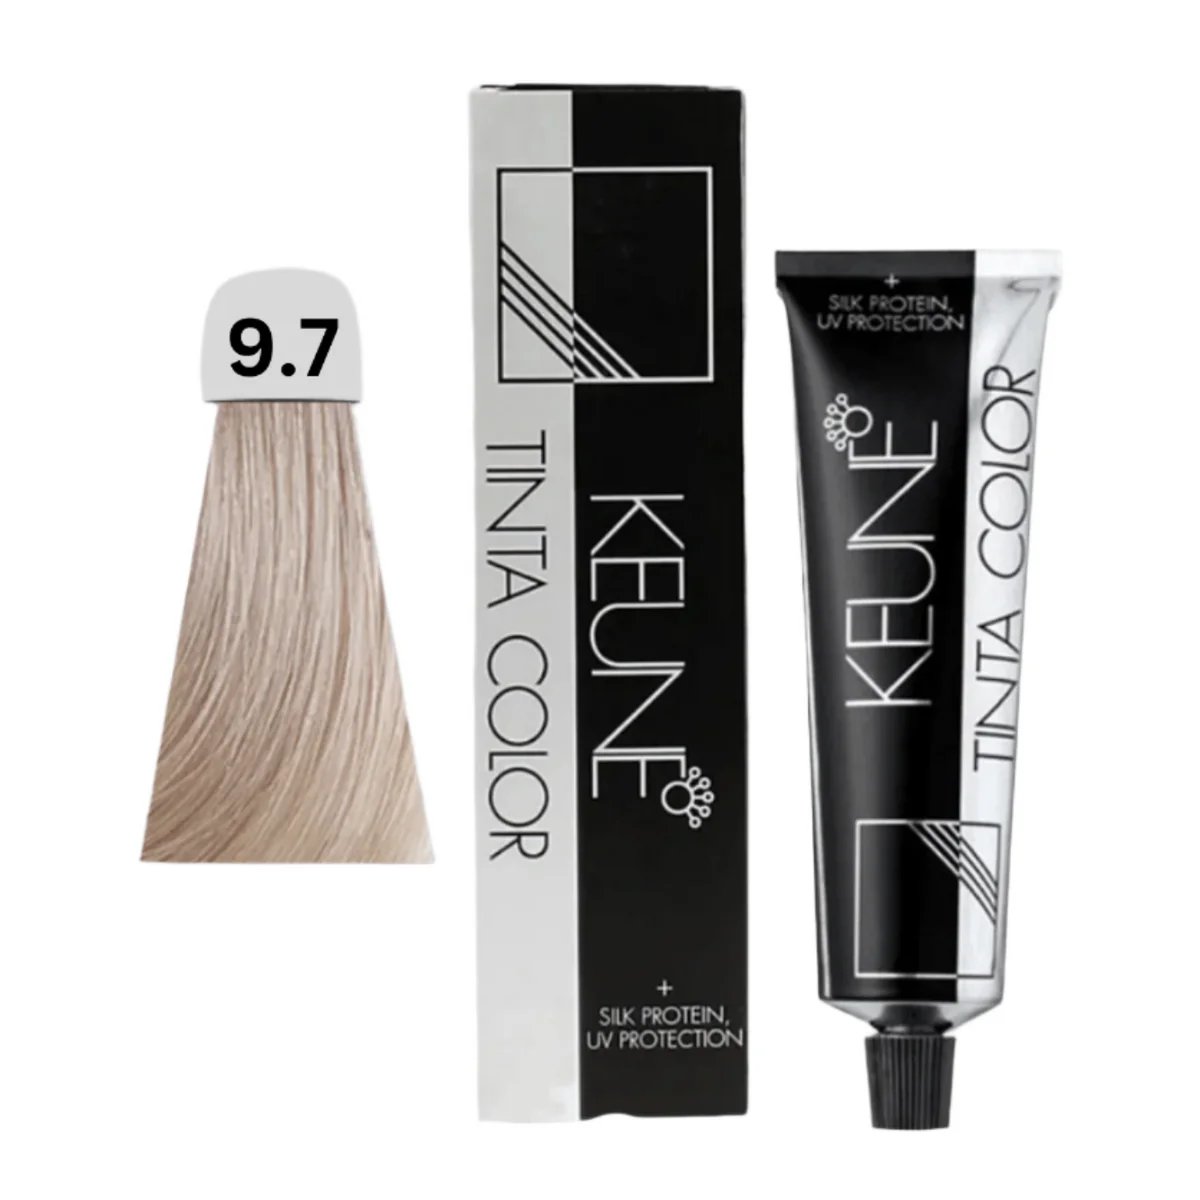 9.7
TINTA COLOR
KEUNE
+
SILK PROTEIN,
UV PROTECTION
+
SILK PROTEIN,
UV PROTECTION
KEUNE
TINTA COLOR